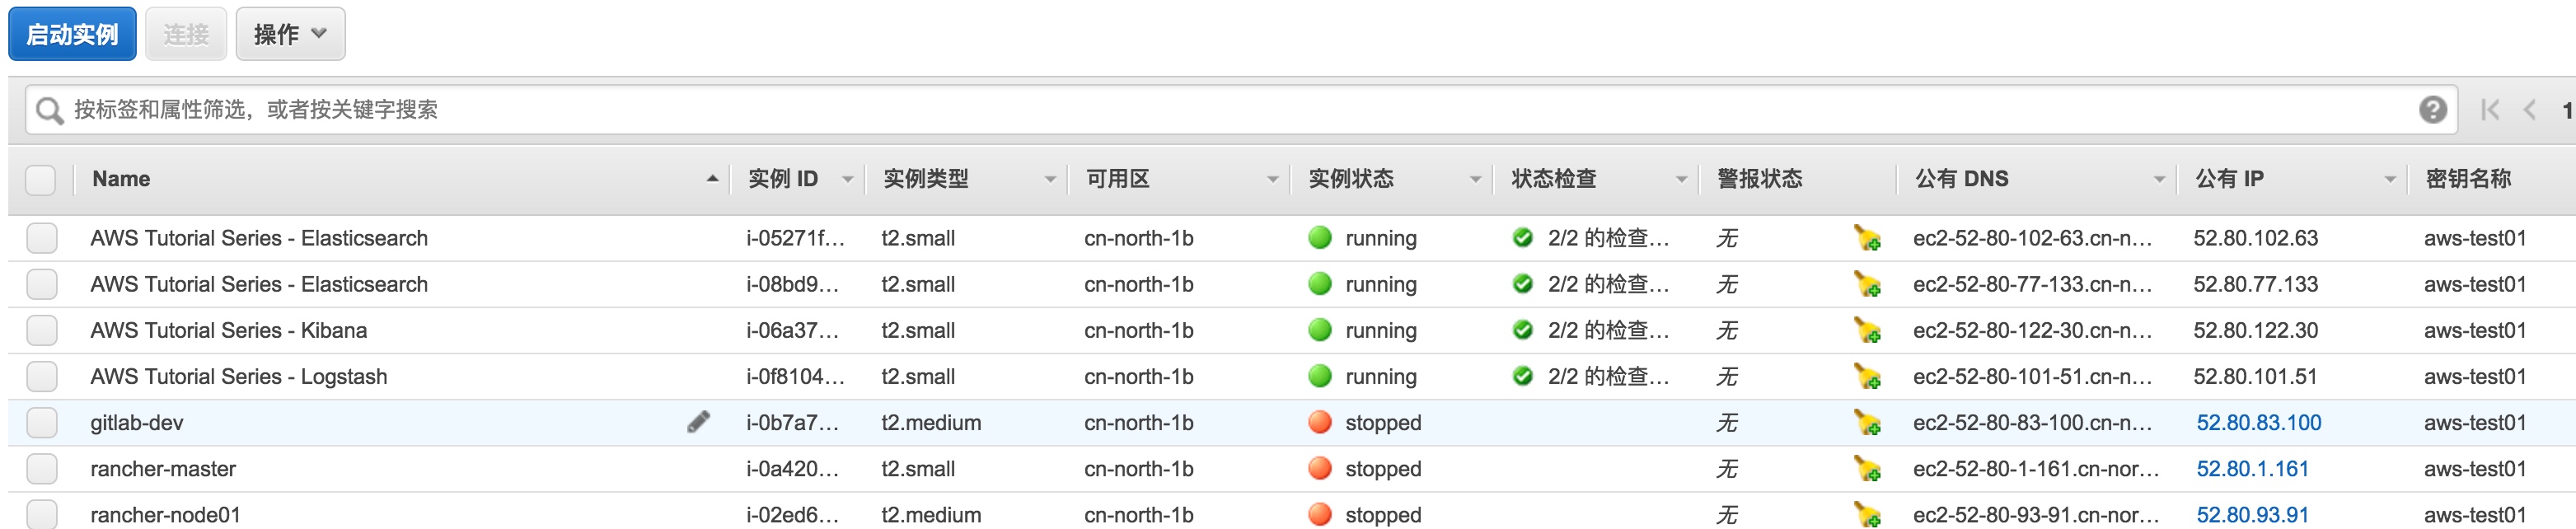 启动实例 连接 操作
按标签和属性筛选，或者按关键字搜索 1
Name 实例 ID 实例类型 可用区 实例状态 状态检查 警报状态 公有 DNS 公有 IP 密钥名称
AWS Tutorial Series - Elasticsearch i-05271f... t2.small cn-north-1b running 2/2 的检查... 无 ec2-52-80-102-63.cn-n... 52.80.102.63 aws-test01
AWS Tutorial Series - Elasticsearch i-08bd9... t2.small cn-north-1b running 2/2 的检查... 无 ec2-52-80-77-133.cn-n... 52.80.77.133 aws-test01
AWS Tutorial Series - Kibana i-06a37... t2.small cn-north-1b running 2/2 的检查... 无 ec2-52-80-122-30.cn-n... 52.80.122.30 aws-test01
AWS Tutorial Series - Logstash i-0f8104... t2.small cn-north-1b running 2/2 的检查... 无 ec2-52-80-101-51.cn-n... 52.80.101.51 aws-test01
gitlab-dev i-0b7a7... t2.medium cn-north-1b stopped 无 ec2-52-80-83-100.cn-n... 52.80.83.100 aws-test01
rancher-master i-0a420... t2.small cn-north-1b stopped 无 ec2-52-80-1-161.cn-nor... 52.80.1.161 aws-test01
rancher-node01 i-02ed6... t2.medium cn-north-1b stopped 无 ec2-52-80-93-91.cn-nor... 52.80.93.91 aws-test01